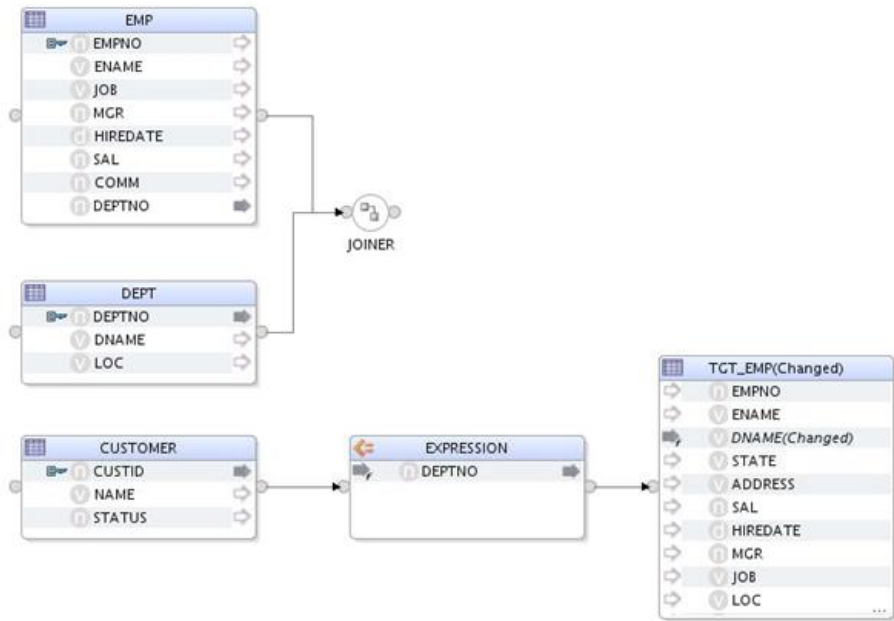 EMP
n EMPNO
v ENAME
v JOB
n MGR
d HIREDATE
n SAL
n COMM
n DEPTNO
JOINER
DEPT
n DEPTNO
v DNAME
v LOC
CUSTOMER
n CUSTID
v NAME
n STATUS
EXPRESSION
n DEPTNO
TGT_EMP(Changed)
n EMPNO
v ENAME
v DNAME(Changed)
v STATE
v ADDRESS
n SAL
d HIREDATE
n MGR
v JOB
v LOC
...